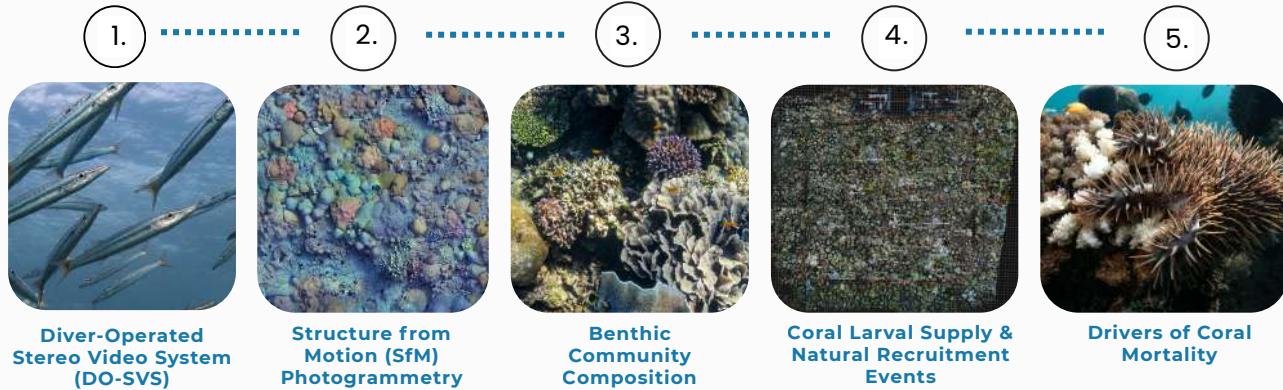 1.
2.
3.
4.
5.
Diver-Operated
Stereo Video System
(DO-SVS)
Structure from
Motion (SfM)
Photogrammetry
Benthic
Community
Composition
Coral Larval Supply &
Natural Recruitment
Events
Drivers of Coral
Mortality